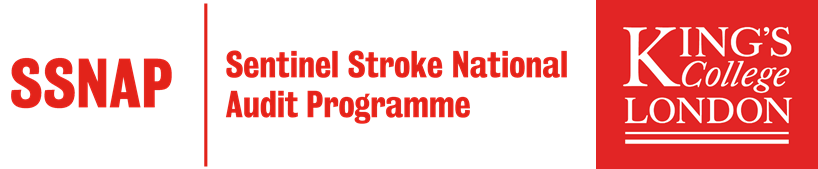 SSNAP
Sentinel Stroke National
Audit Programme
KING'S
College
LONDON